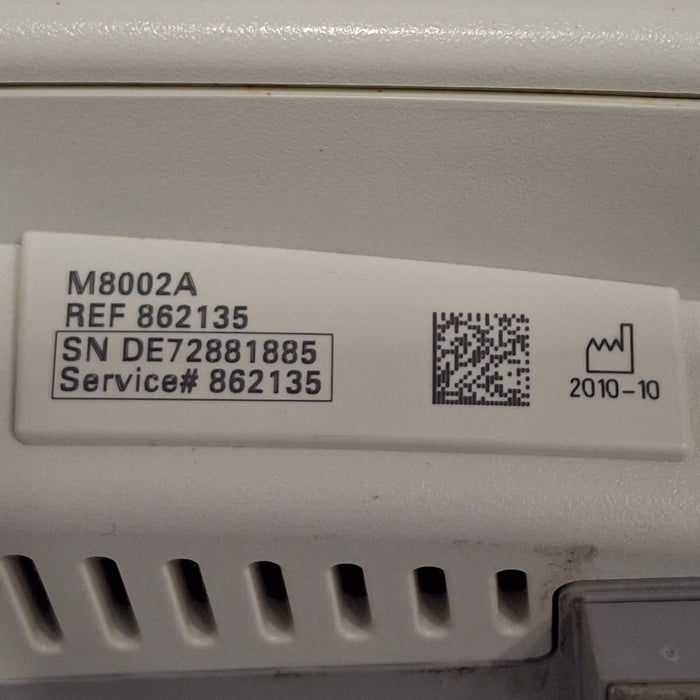 M8002A
REF 862135
SN DE72881885
Service# 862135
2010-10